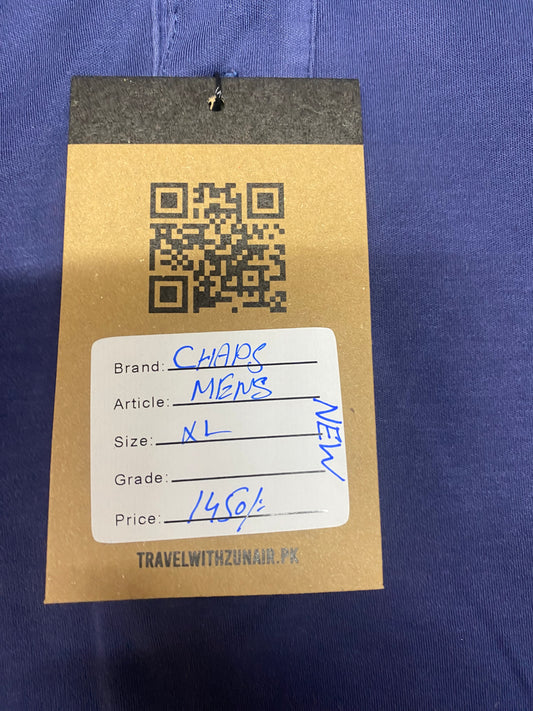 Brand: CHAPS
Article: MENS
Size: XL
NEW
Grade:
Price: 1450/-
TRAVELWITHZUNAIR.PK